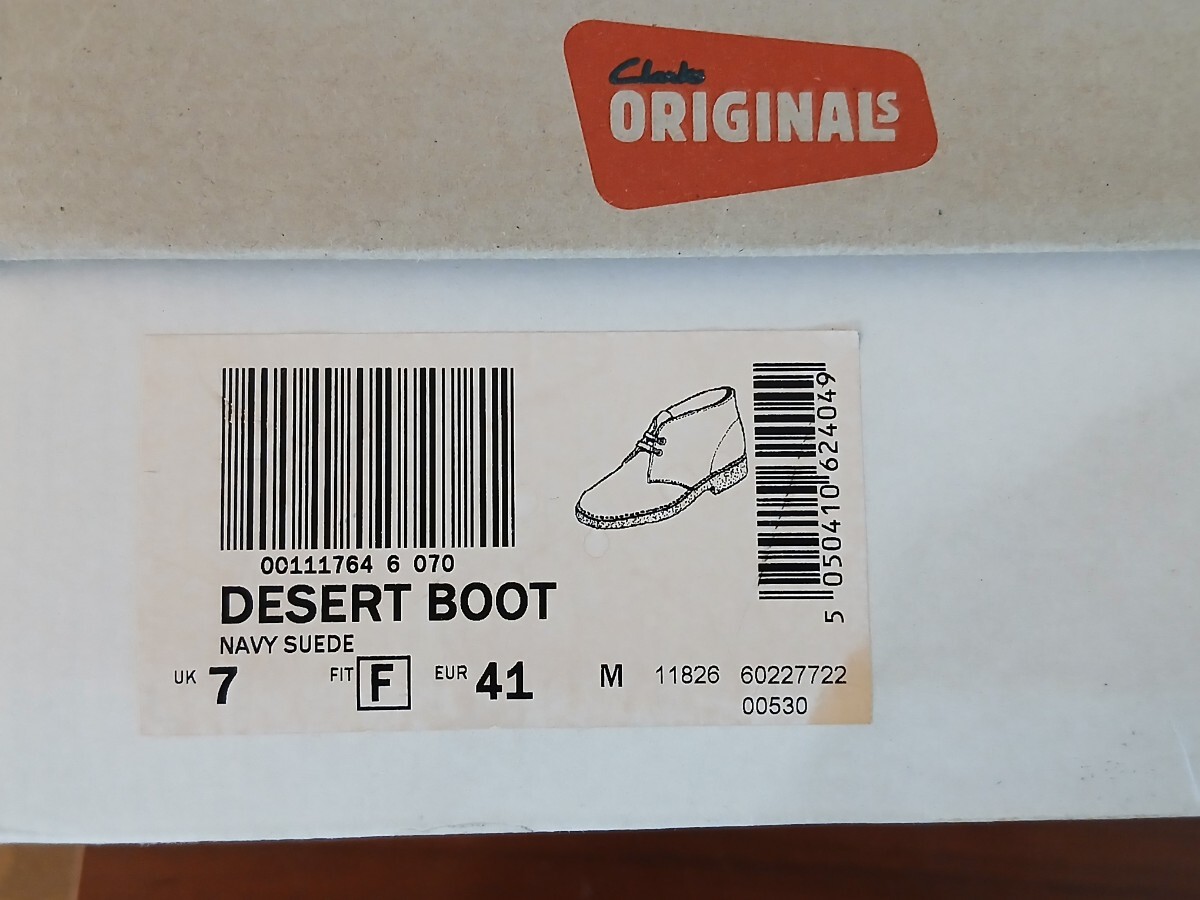 Clarks
ORIGINALS
00111764 6 070
5 050410 624049
DESERT BOOT
NAVY SUEDE
UK 7 FIT F EUR 41 M 11826 60227722
00530